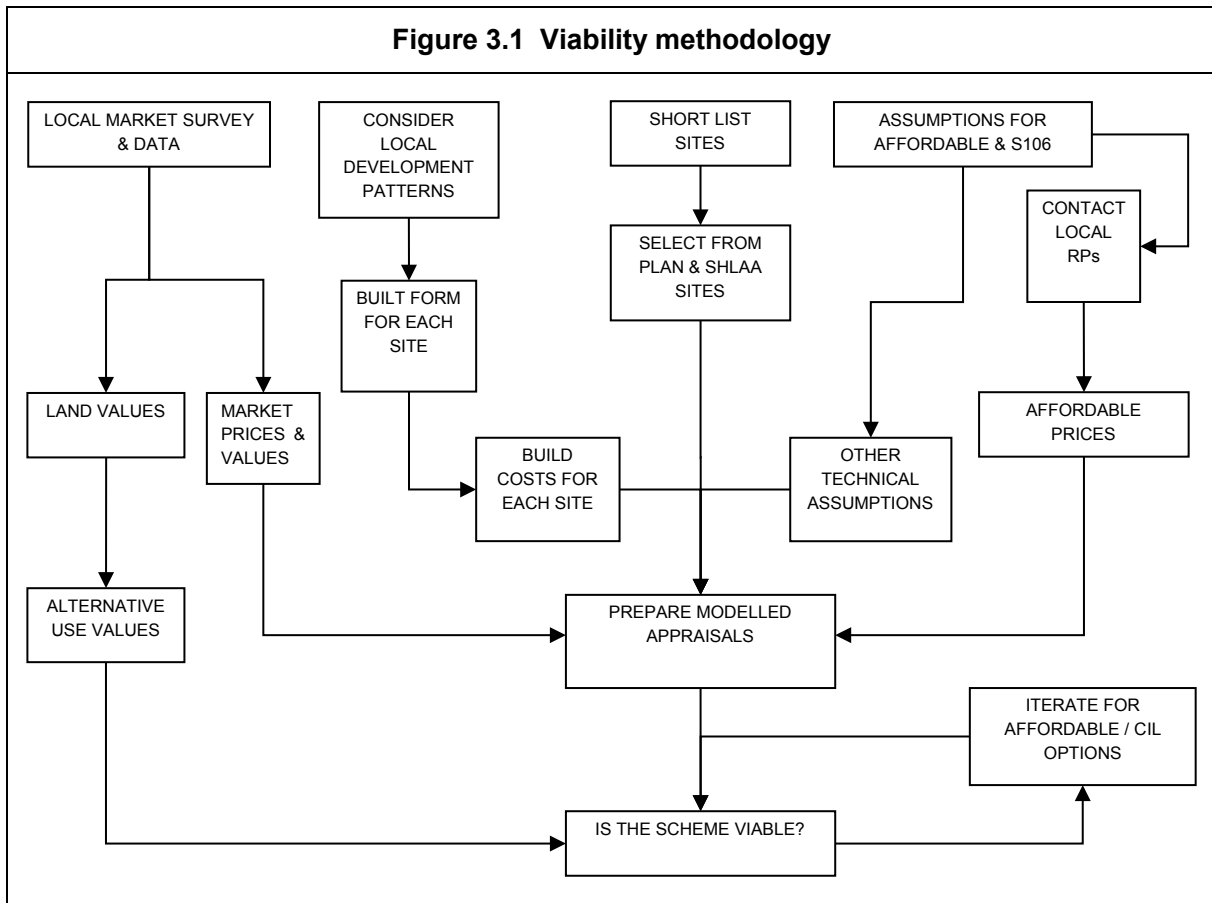 Figure 3.1 Viability methodology
LOCAL MARKET SURVEY
& DATA
CONSIDER
LOCAL
DEVELOPMENT
PATTERNS
SHORT LIST
SITES
ASSUMPTIONS FOR
AFFORDABLE & S106
CONTACT
LOCAL
RPs
SELECT FROM
PLAN & SHLAA
SITES
BUILT FORM
FOR EACH
SITE
LAND VALUES
MARKET
PRICES &
VALUES
AFFORDABLE
PRICES
BUILD
COSTS FOR
EACH SITE
OTHER
TECHNICAL
ASSUMPTIONS
ALTERNATIVE
USE VALUES
PREPARE MODELLED
APPRAISALS
ITERATE FOR
AFFORDABLE / CIL
OPTIONS
IS THE SCHEME VIABLE?